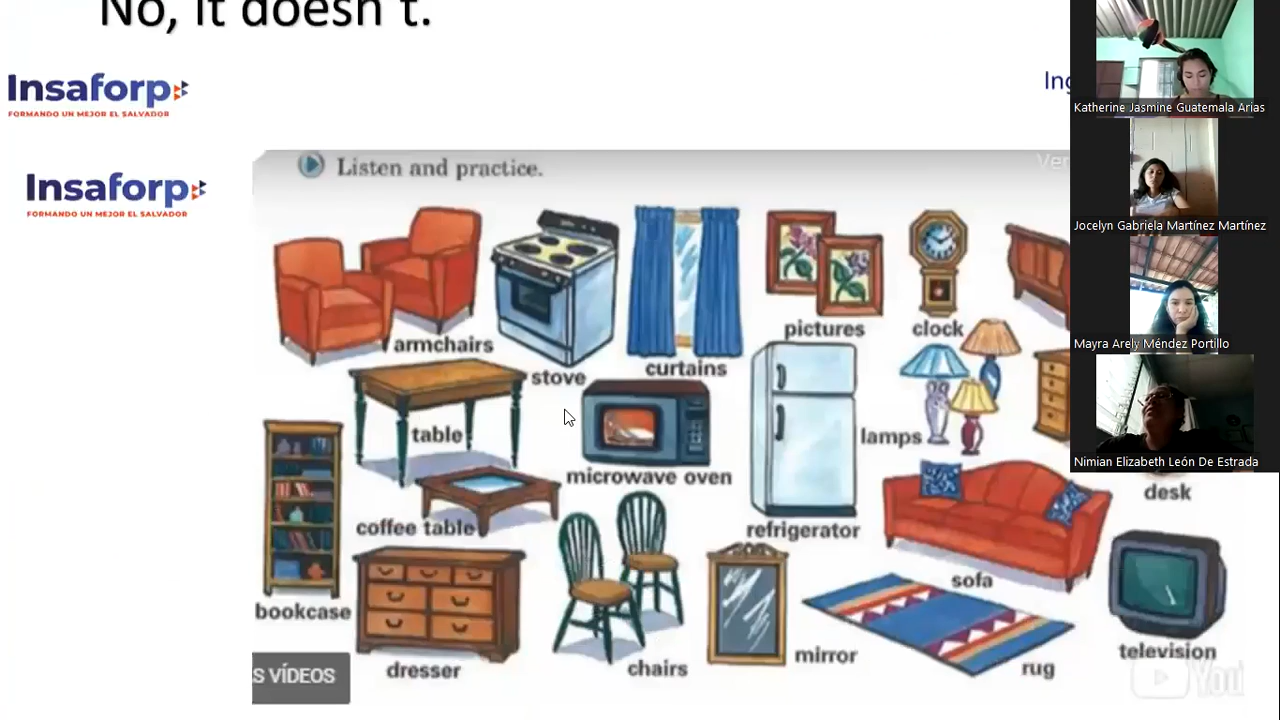 No, it doesn't.
Insaforp
FORMANDO UN MEJOR EL SALVADOR
Insaforp
FORMANDO UN MEJOR EL SALVADOR
Listen and practice.
armchairs
stove
curtains
pictures
clock
table
microwave oven
lamps
refrigerator
desk
coffee table
bookcase
dresser
chairs
mirror
sofa
rug
television
S VÍDEOS
You
Katherine Jasmine Guatemala Arias
Jocelyn Gabriela Martínez Martínez
Mayra Arely Méndez Portillo
Nimian Elizabeth León De Estrada